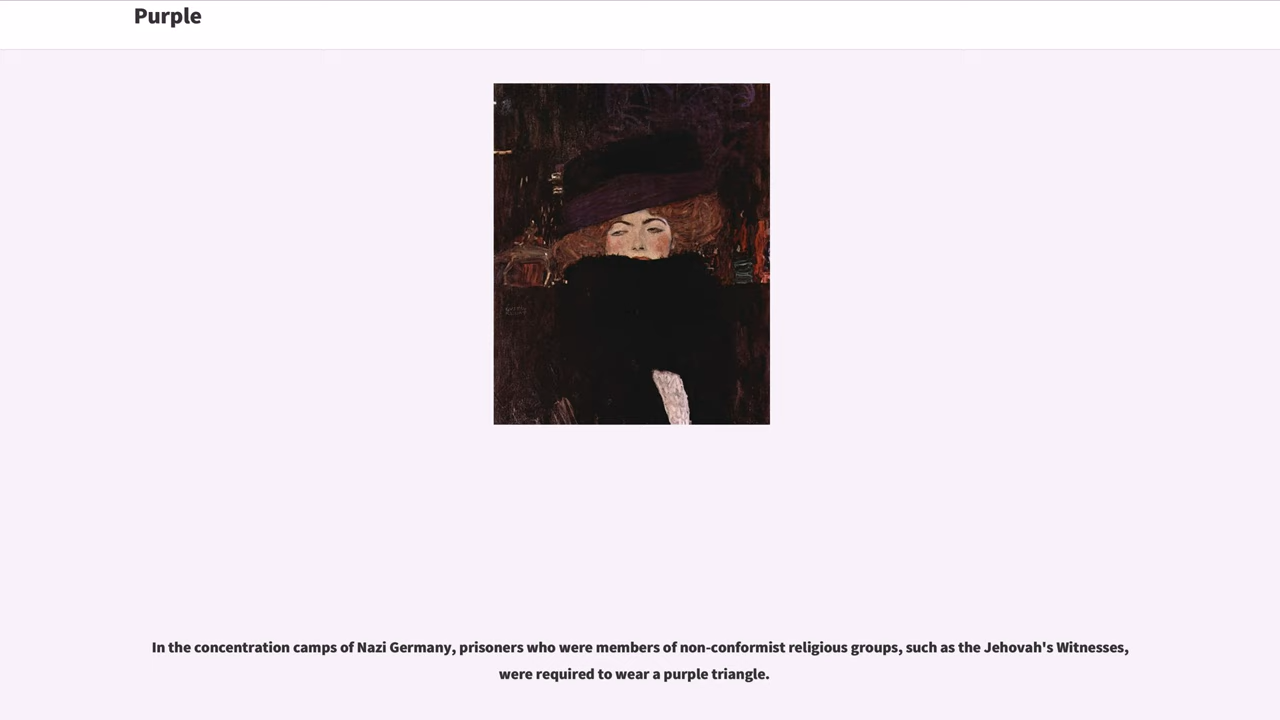 Purple
In the concentration camps of Nazi Germany, prisoners who were members of non-conformist religious groups, such as the Jehovah's Witnesses,
were required to wear a purple triangle.